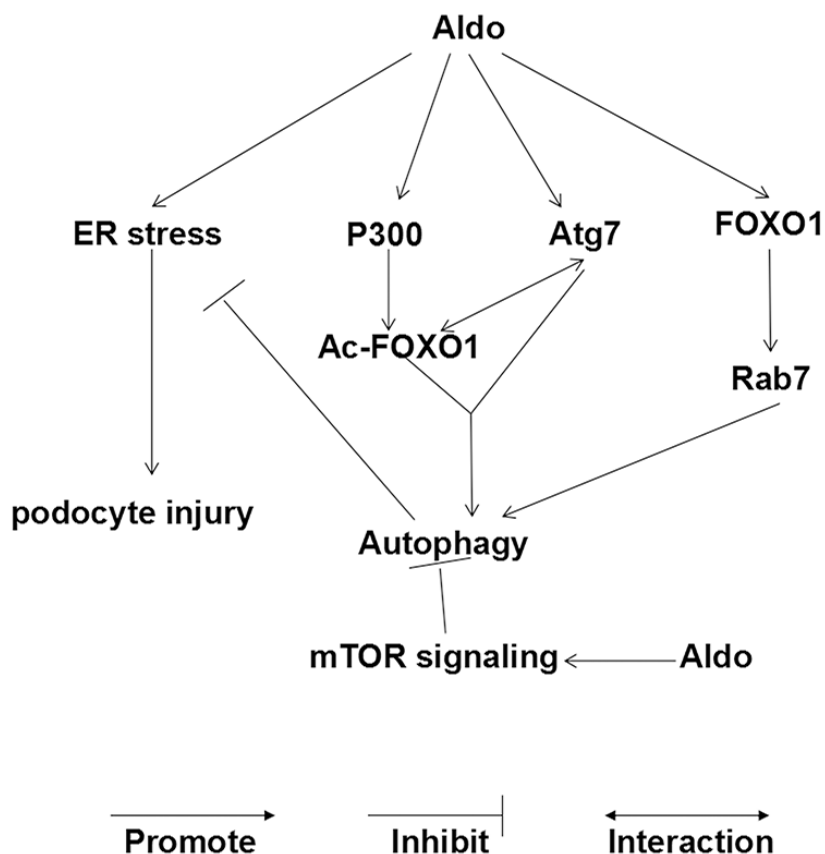 Aldo
ER stress
P300
Atg7
FOXO1
Ac-FOXO1
Rab7
podocyte injury
Autophagy
mTOR signaling
Aldo
Promote
Inhibit
Interaction